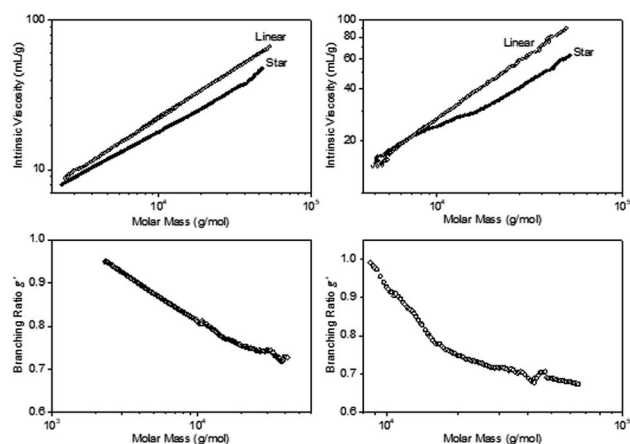 100
Intrinsic Viscosity (mL/g)
Linear
Star
10
10⁴
10⁵
Molar Mass (g/mol)
100
80
60
40
20
Intrinsic Viscosity (mL/g)
Linear
Star
10⁴
10⁵
Molar Mass (g/mol)
1.0
0.9
0.8
0.7
0.6
Branching Ratio g'
10³
10⁴
Molar Mass (g/mol)
1.0
0.9
0.8
0.7
0.6
Branching Ratio g'
10⁴
10⁵
Molar Mass (g/mol)